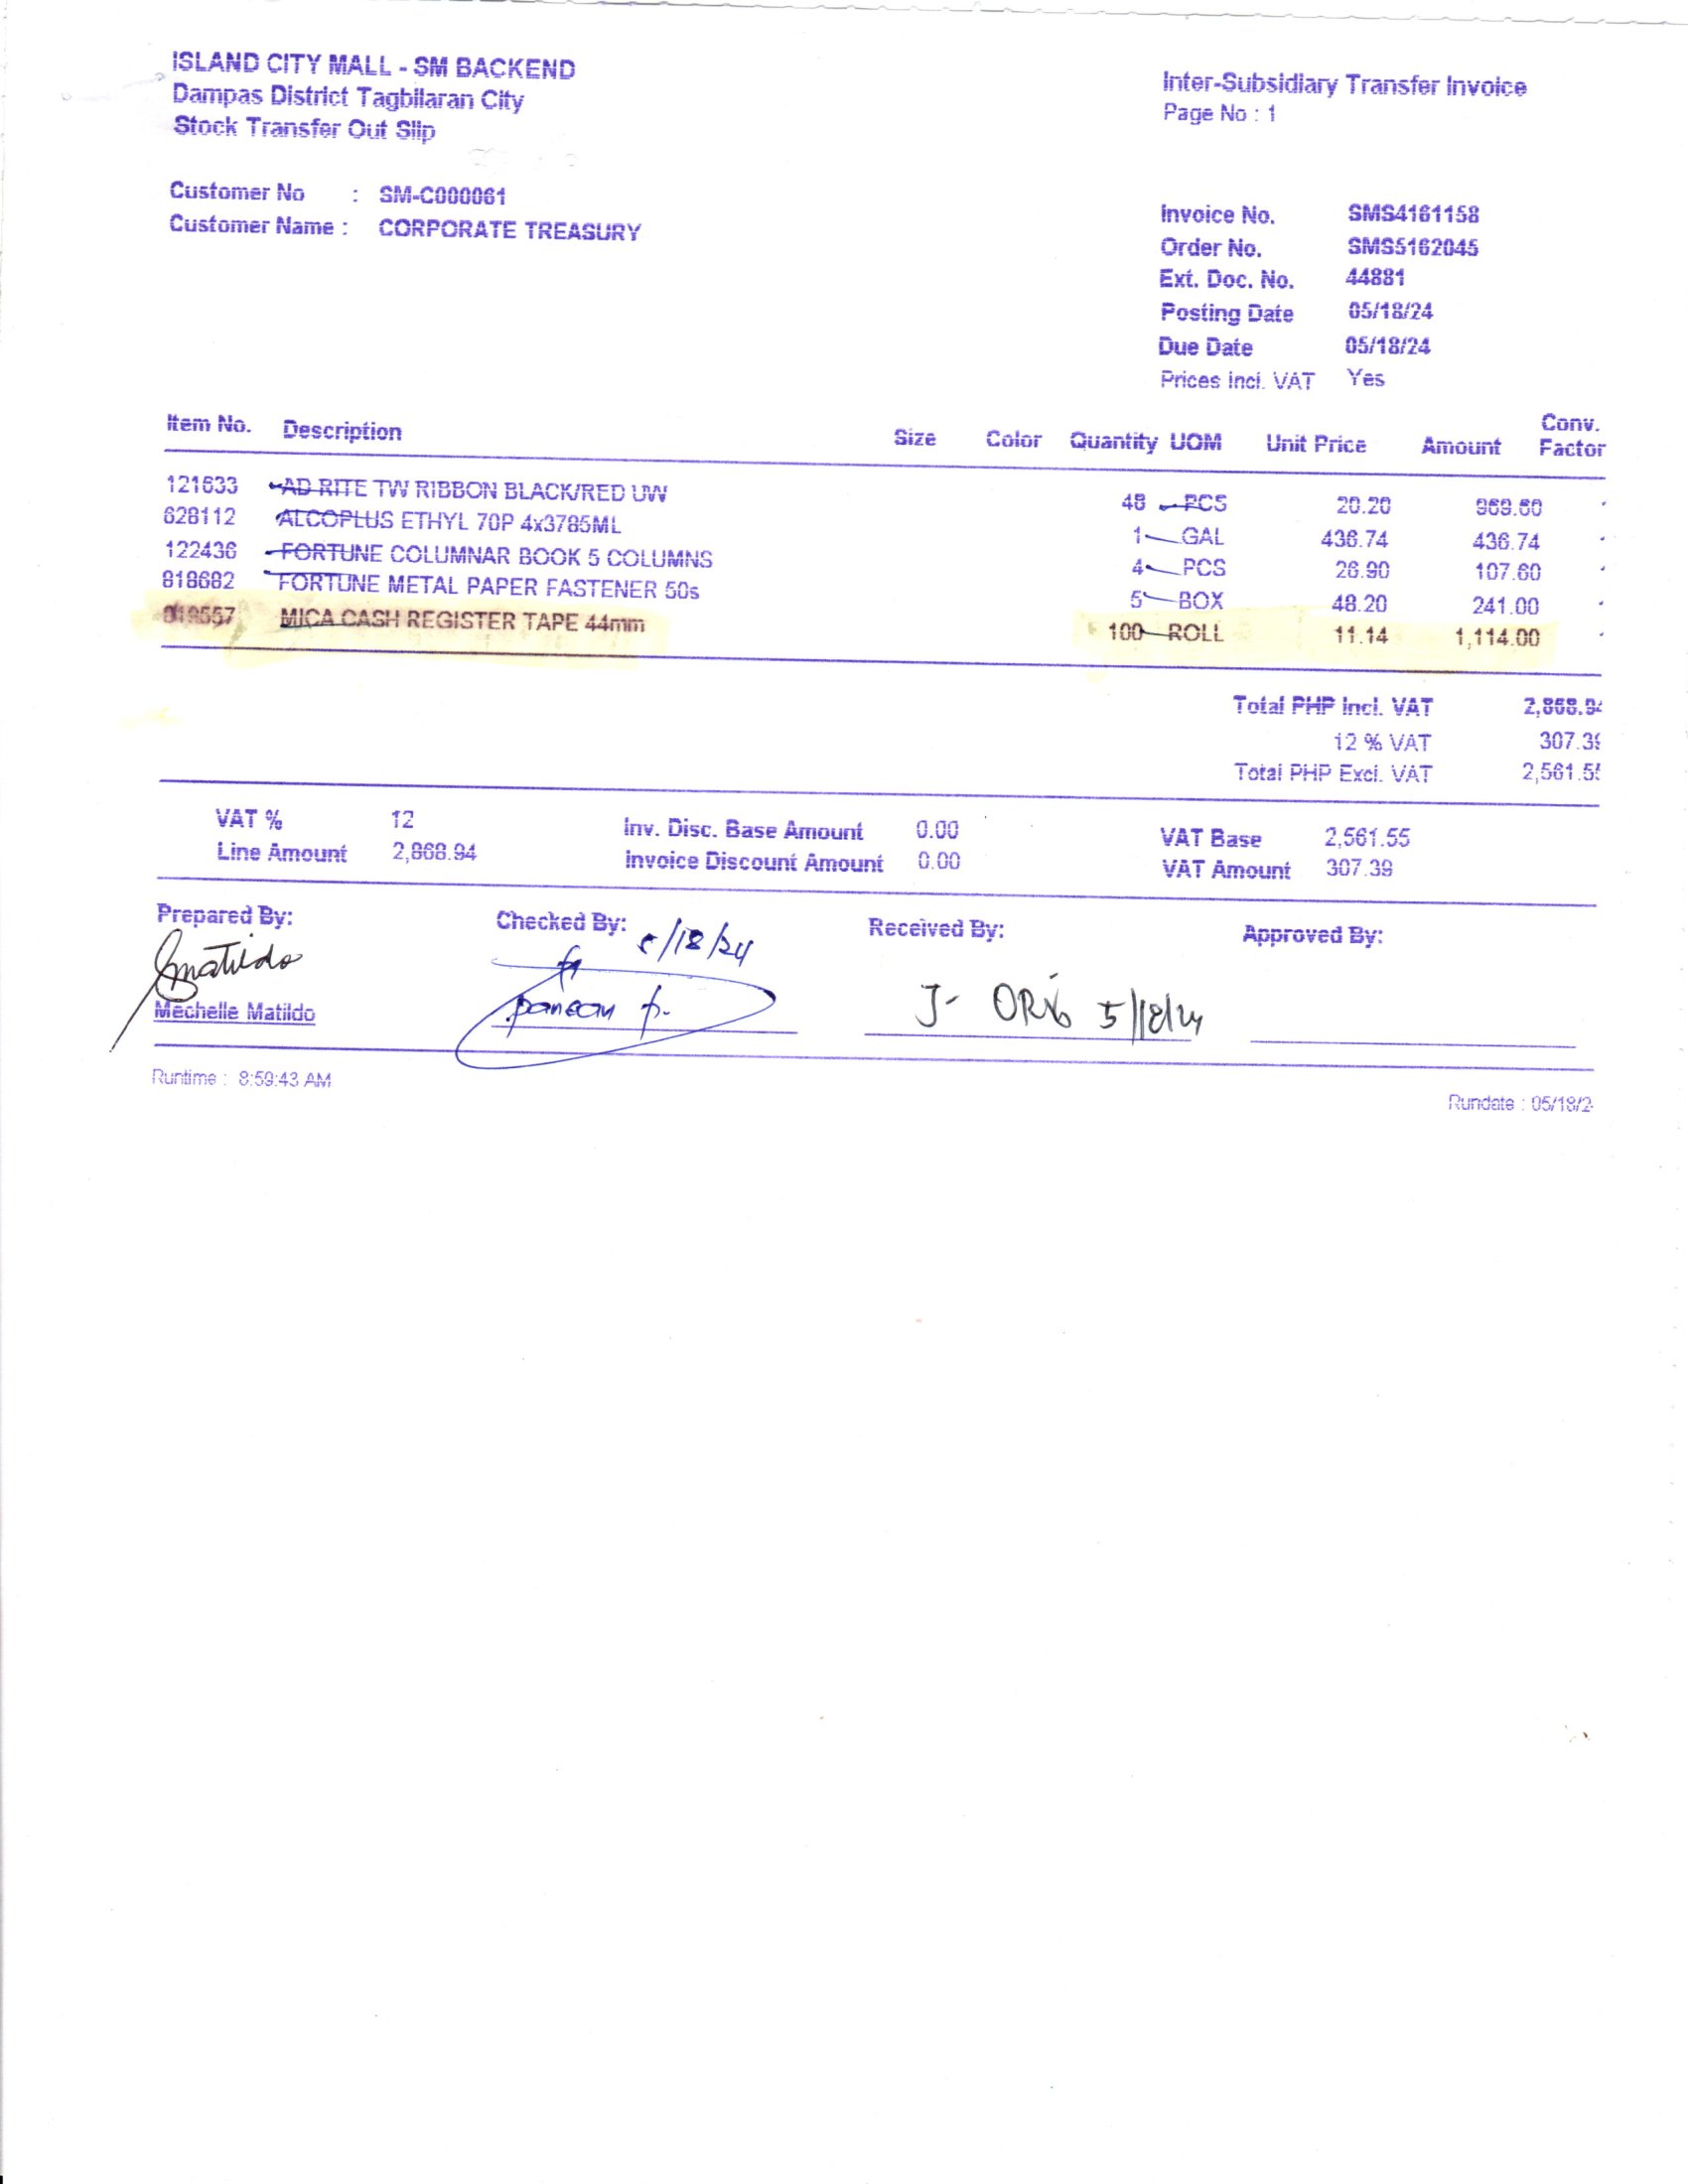 ISLAND CITY MALL - SM BACKEND
Dampas District Tagbilaran City
Stock Transfer Out Slip
Inter-Subsidiary Transfer Invoice
Page No : 1
Customer No : SM-C000061
Customer Name : CORPORATE TREASURY
Invoice No. SMS4161158
Order No. SMS5162045
Ext. Doc. No. 44881
Posting Date 05/18/24
Due Date 05/18/24
Prices incl. VAT Yes
Item No. Description Size Color Quantity UOM Unit Price Amount Conv. Factor
121633 AD RITE TW RIBBON BLACK/RED UW 48 PCS 20.20 969.60
628112 ALCOPLUS ETHYL 70P 4x3785ML 1 GAL 436.74 436.74
122436 FORTUNE COLUMNAR BOOK 5 COLUMNS 4 PCS 26.90 107.60
818682 FORTUNE METAL PAPER FASTENER 50s 5 BOX 48.20 241.00
819557 MICA CASH REGISTER TAPE 44mm 100 ROLL 11.14 1,114.00
Total PHP Incl. VAT 2,868.94
12 % VAT 307.39
Total PHP Excl. VAT 2,561.55
VAT % 12 Inv. Disc. Base Amount 0.00 VAT Base 2,561.55
Line Amount 2,868.94 Invoice Discount Amount 0.00 VAT Amount 307.39
Prepared By: Checked By: 5/18/24 Received By: Approved By:
Mechelle Matildo
5/18/24
Runtime : 8:59:43 AM
Rundate : 05/18/2